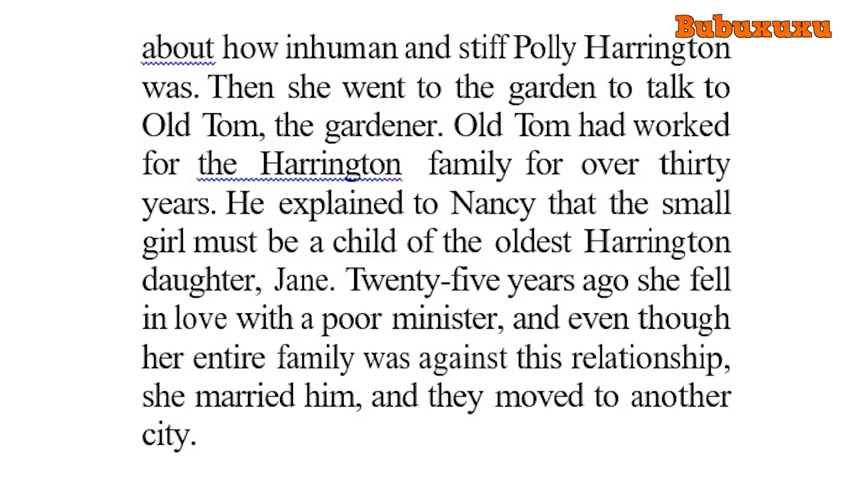 Bubuxuxu
about how inhuman and stiff Polly Harrington
was. Then she went to the garden to talk to
Old Tom, the gardener. Old Tom had worked
for the Harrington family for over thirty
years. He explained to Nancy that the small
girl must be a child of the oldest Harrington
daughter, Jane. Twenty-five years ago she fell
in love with a poor minister, and even though
her entire family was against this relationship,
she married him, and they moved to another
city.